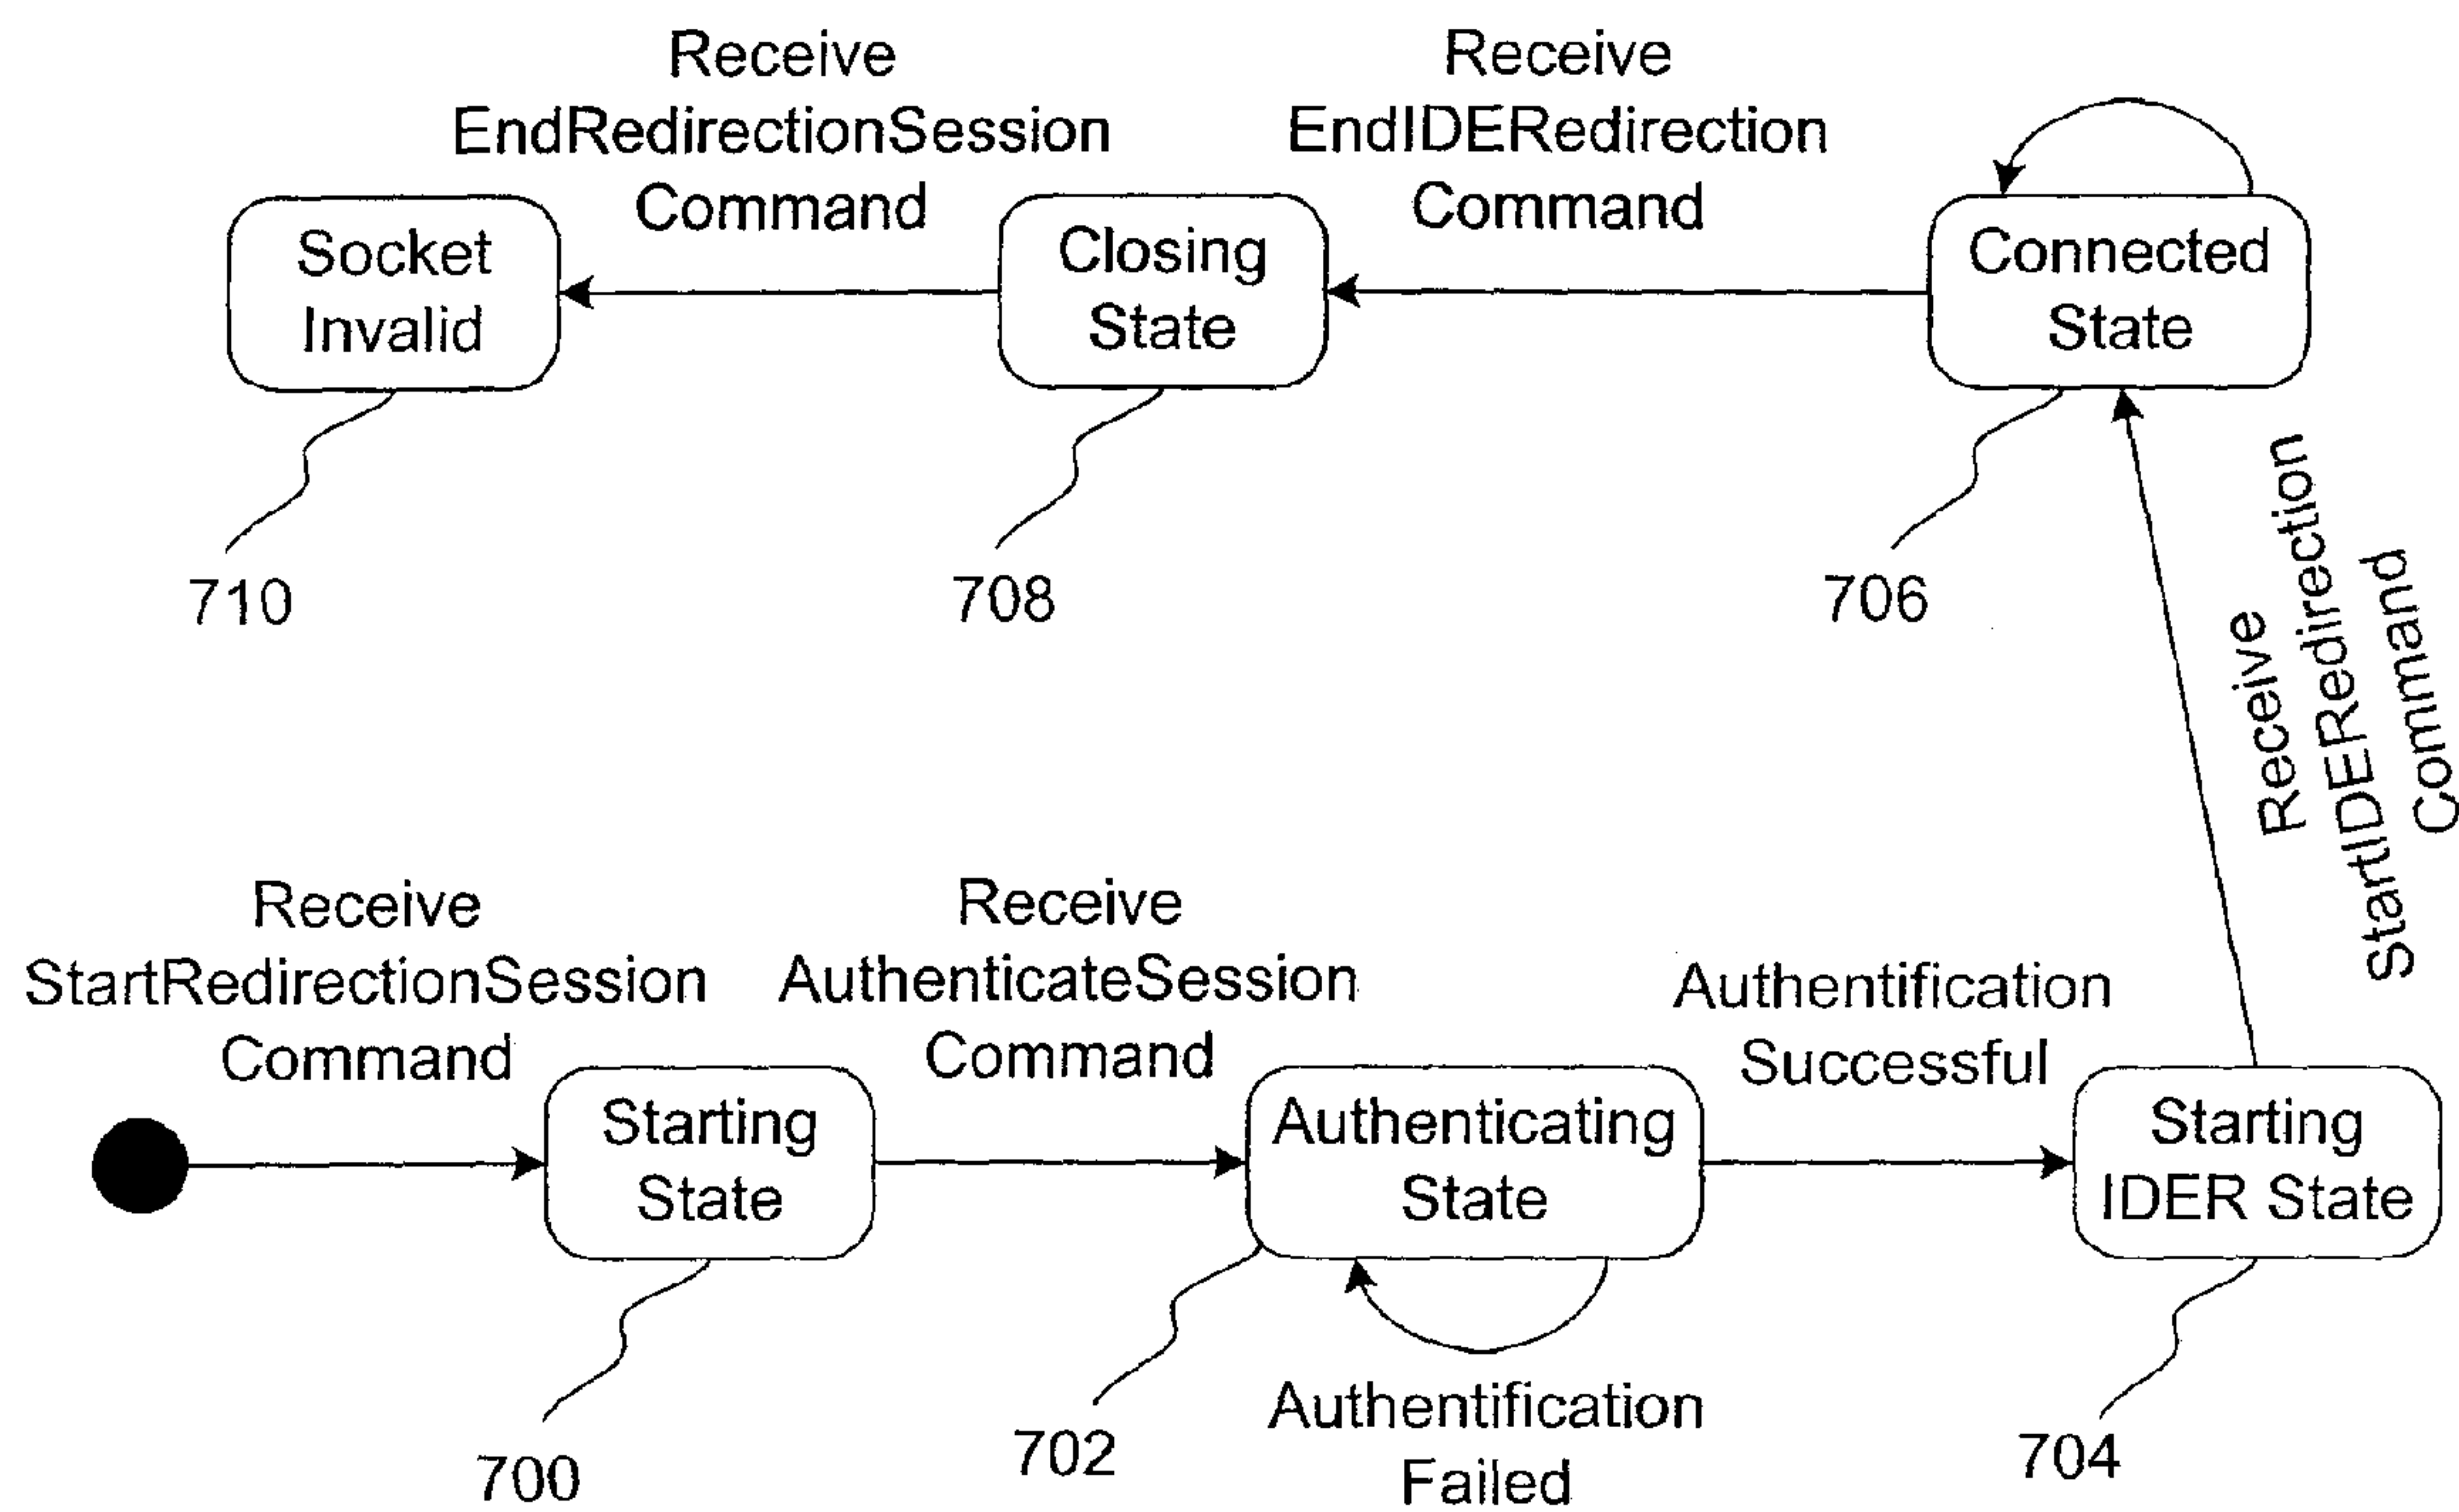 Receive
EndRedirectionSession
Command
Receive
EndIDERedirection
Command
Socket
Invalid
Closing
State
Connected
State
710
708
706
Receive
StartIDERedirection
Command
Receive
StartRedirectionSession
Command
Receive
AuthenticateSession
Command
Authentification
Successful
Starting
State
Authenticating
State
Starting
IDER State
700
702
Authentification
Failed
704